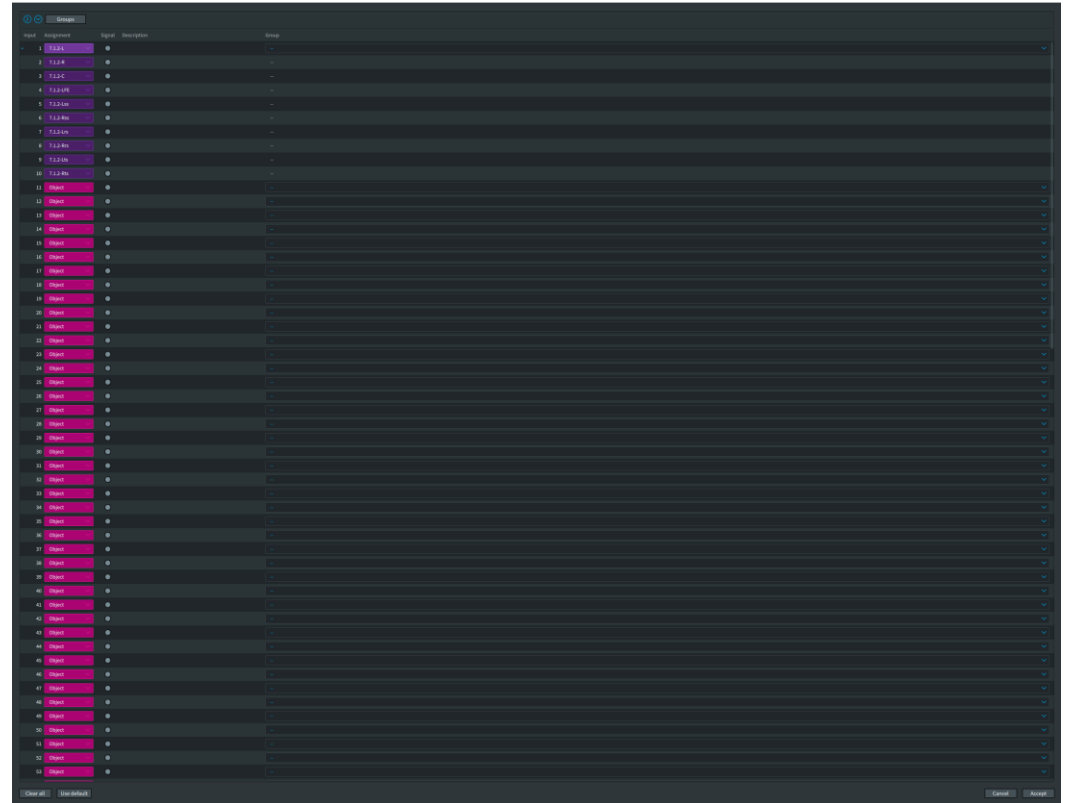 Groups
Input Assignment Signal Description Group
1 7.1.2-L --
2 7.1.2-R --
3 7.1.2-C --
4 7.1.2-LFE --
5 7.1.2-Lss --
6 7.1.2-Rss --
7 7.1.2-Lrs --
8 7.1.2-Rrs --
9 7.1.2-Lts --
10 7.1.2-Rts --
11 Object --
12 Object --
13 Object --
14 Object --
15 Object --
16 Object --
17 Object --
18 Object --
19 Object --
20 Object --
21 Object --
22 Object --
23 Object --
24 Object --
25 Object --
26 Object --
27 Object --
28 Object --
29 Object --
30 Object --
31 Object --
32 Object --
33 Object --
34 Object --
35 Object --
36 Object --
37 Object --
38 Object --
39 Object --
40 Object --
41 Object --
42 Object --
43 Object --
44 Object --
45 Object --
46 Object --
47 Object --
48 Object --
49 Object --
50 Object --
51 Object --
52 Object --
53 Object --
Clear all Use default Cancel Accept